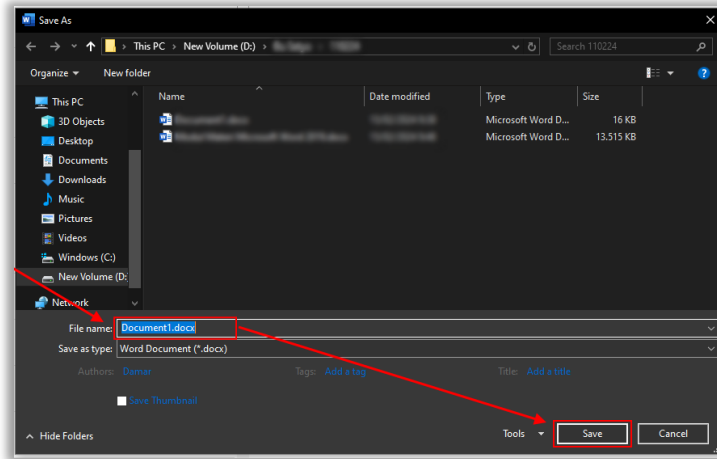 Save As
This PC > New Volume (D:) >
Search 110224
Organize
New folder
Name Date modified Type Size
This PC
3D Objects
Desktop
Documents
Downloads
Music
Pictures
Videos
Windows (C:)
New Volume (D:
Network
Microsoft Word D... 16 KB
Microsoft Word D... 13.515 KB
File name: Document1.docx
Save as type: Word Document (*.docx)
Authors: Damar Tags: Add a tag Title: Add a title
Save Thumbnail
Hide Folders Tools Save Cancel